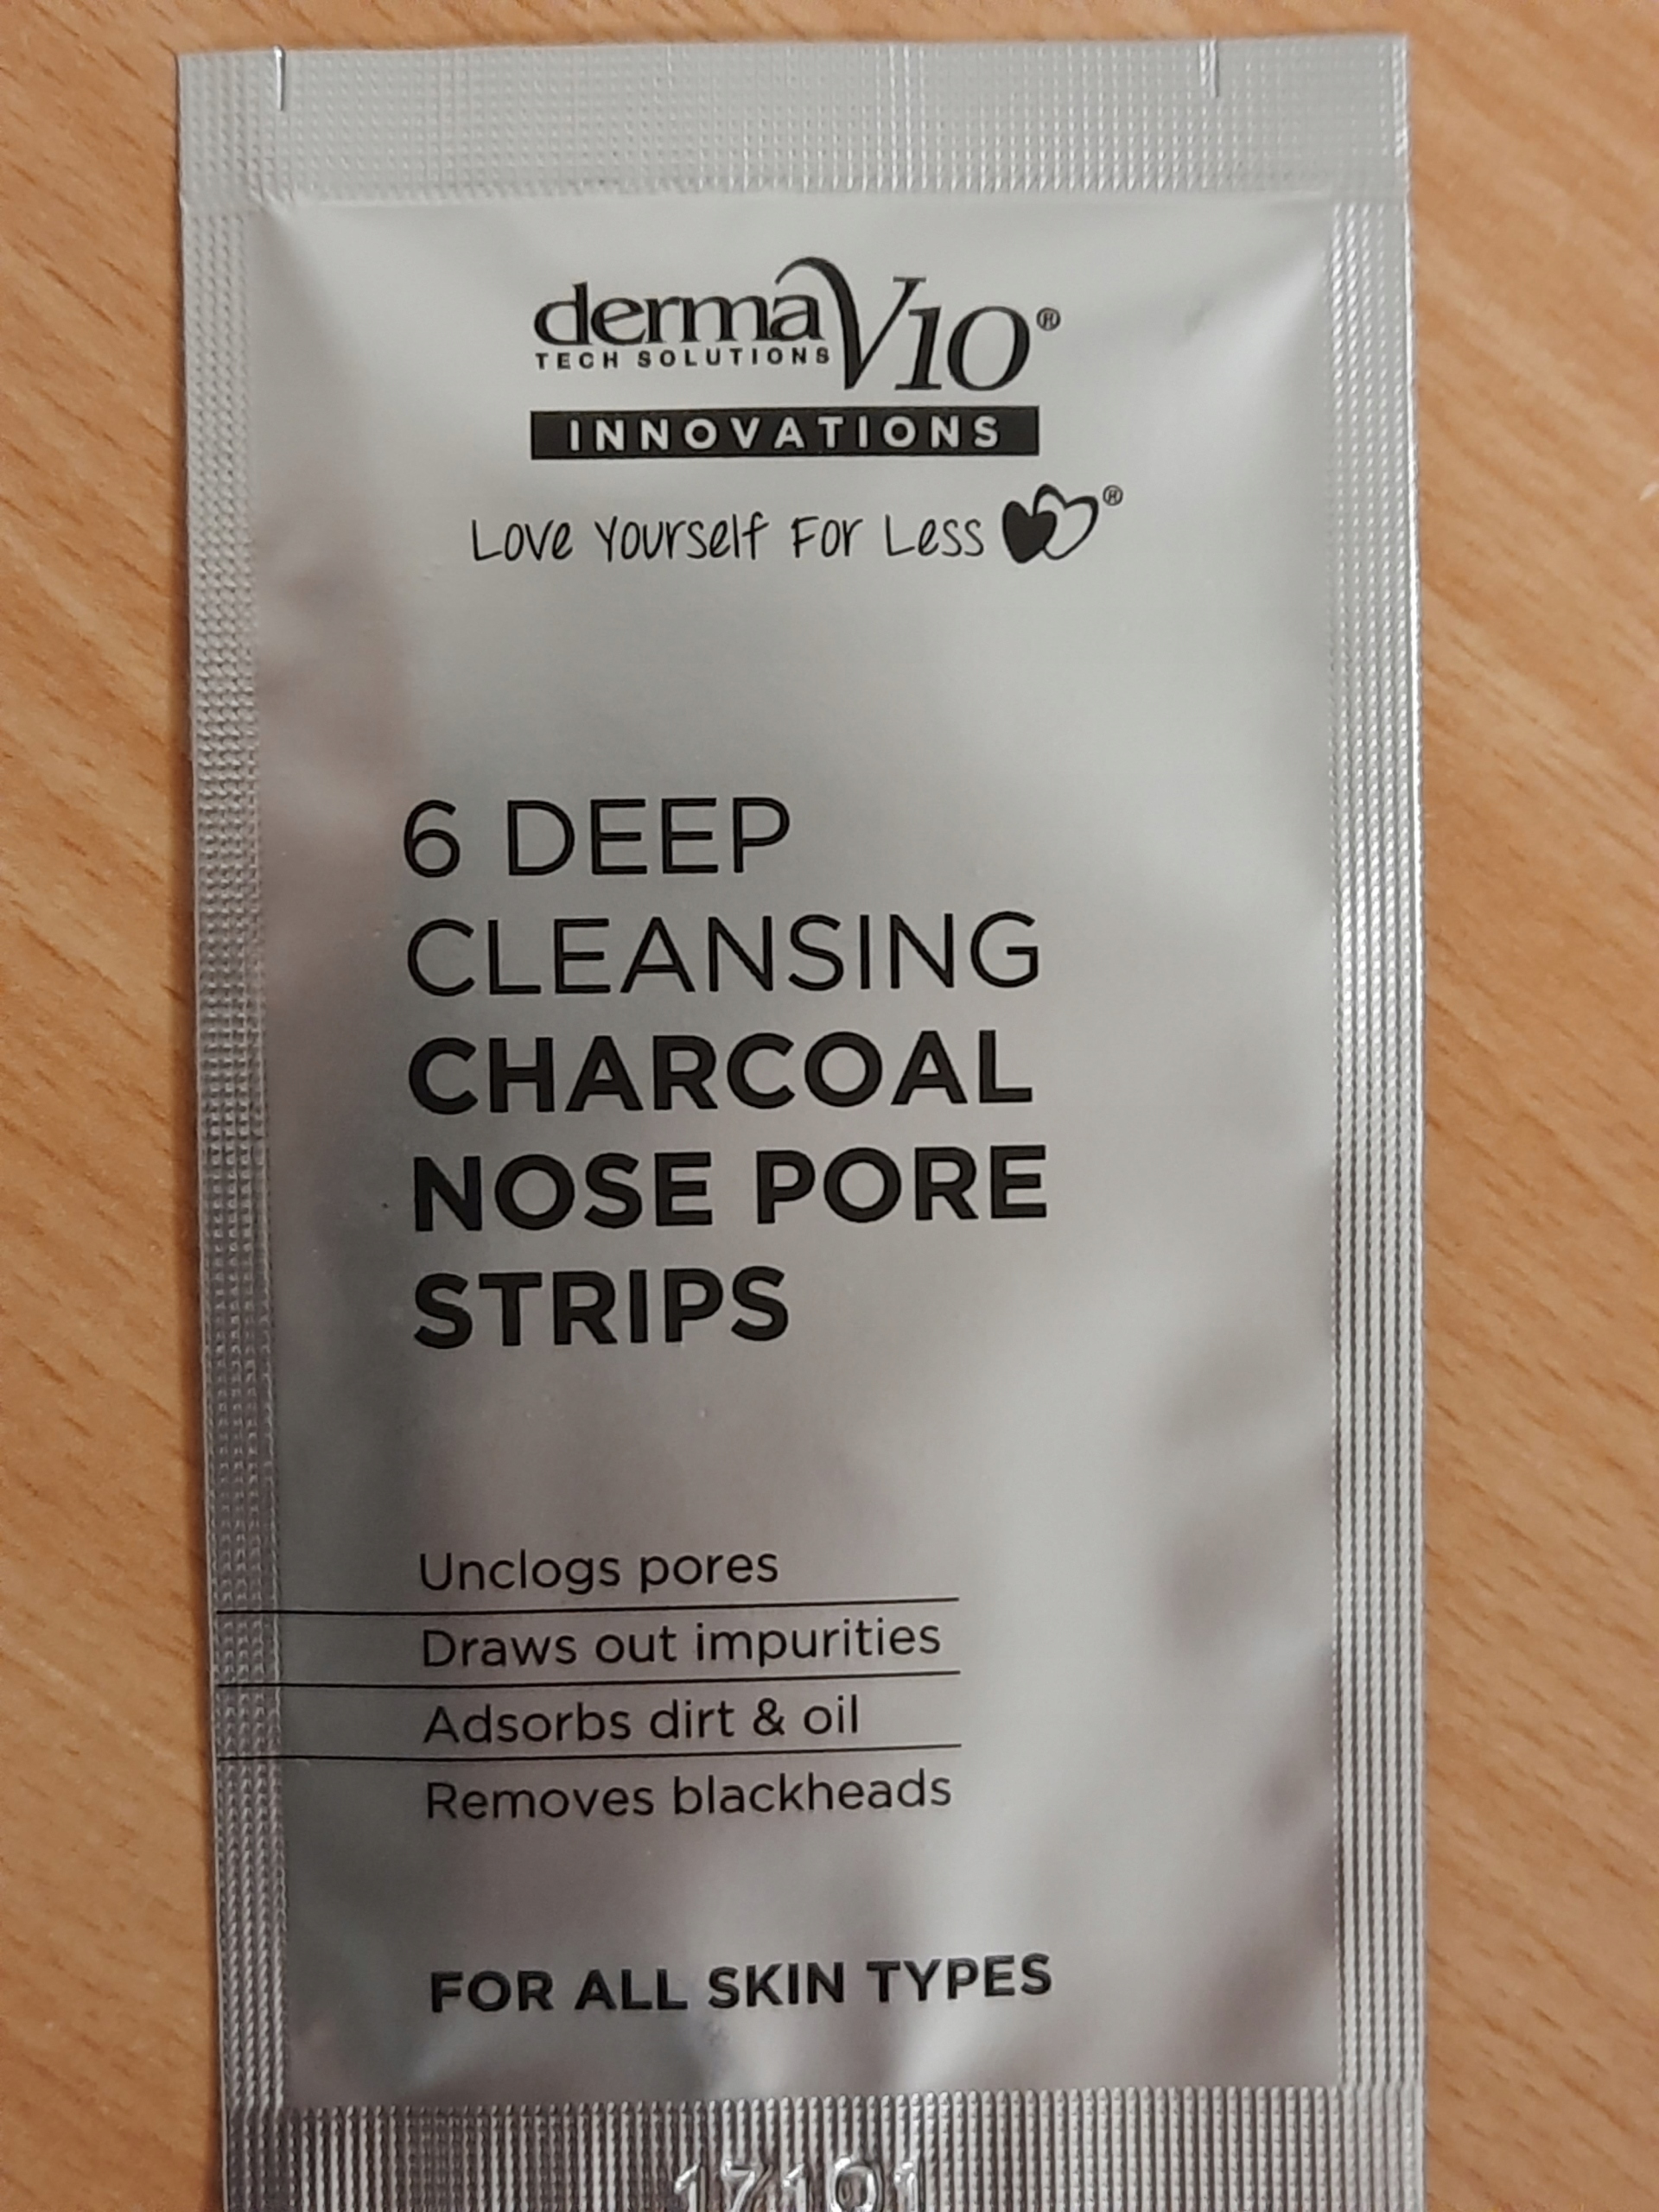 derma V10®
TECH SOLUTIONS
INNOVATIONS
Love Yourself For Less ®
6 DEEP
CLEANSING
CHARCOAL
NOSE PORE
STRIPS
Unclogs pores
Draws out impurities
Adsorbs dirt & oil
Removes blackheads
FOR ALL SKIN TYPES
17101